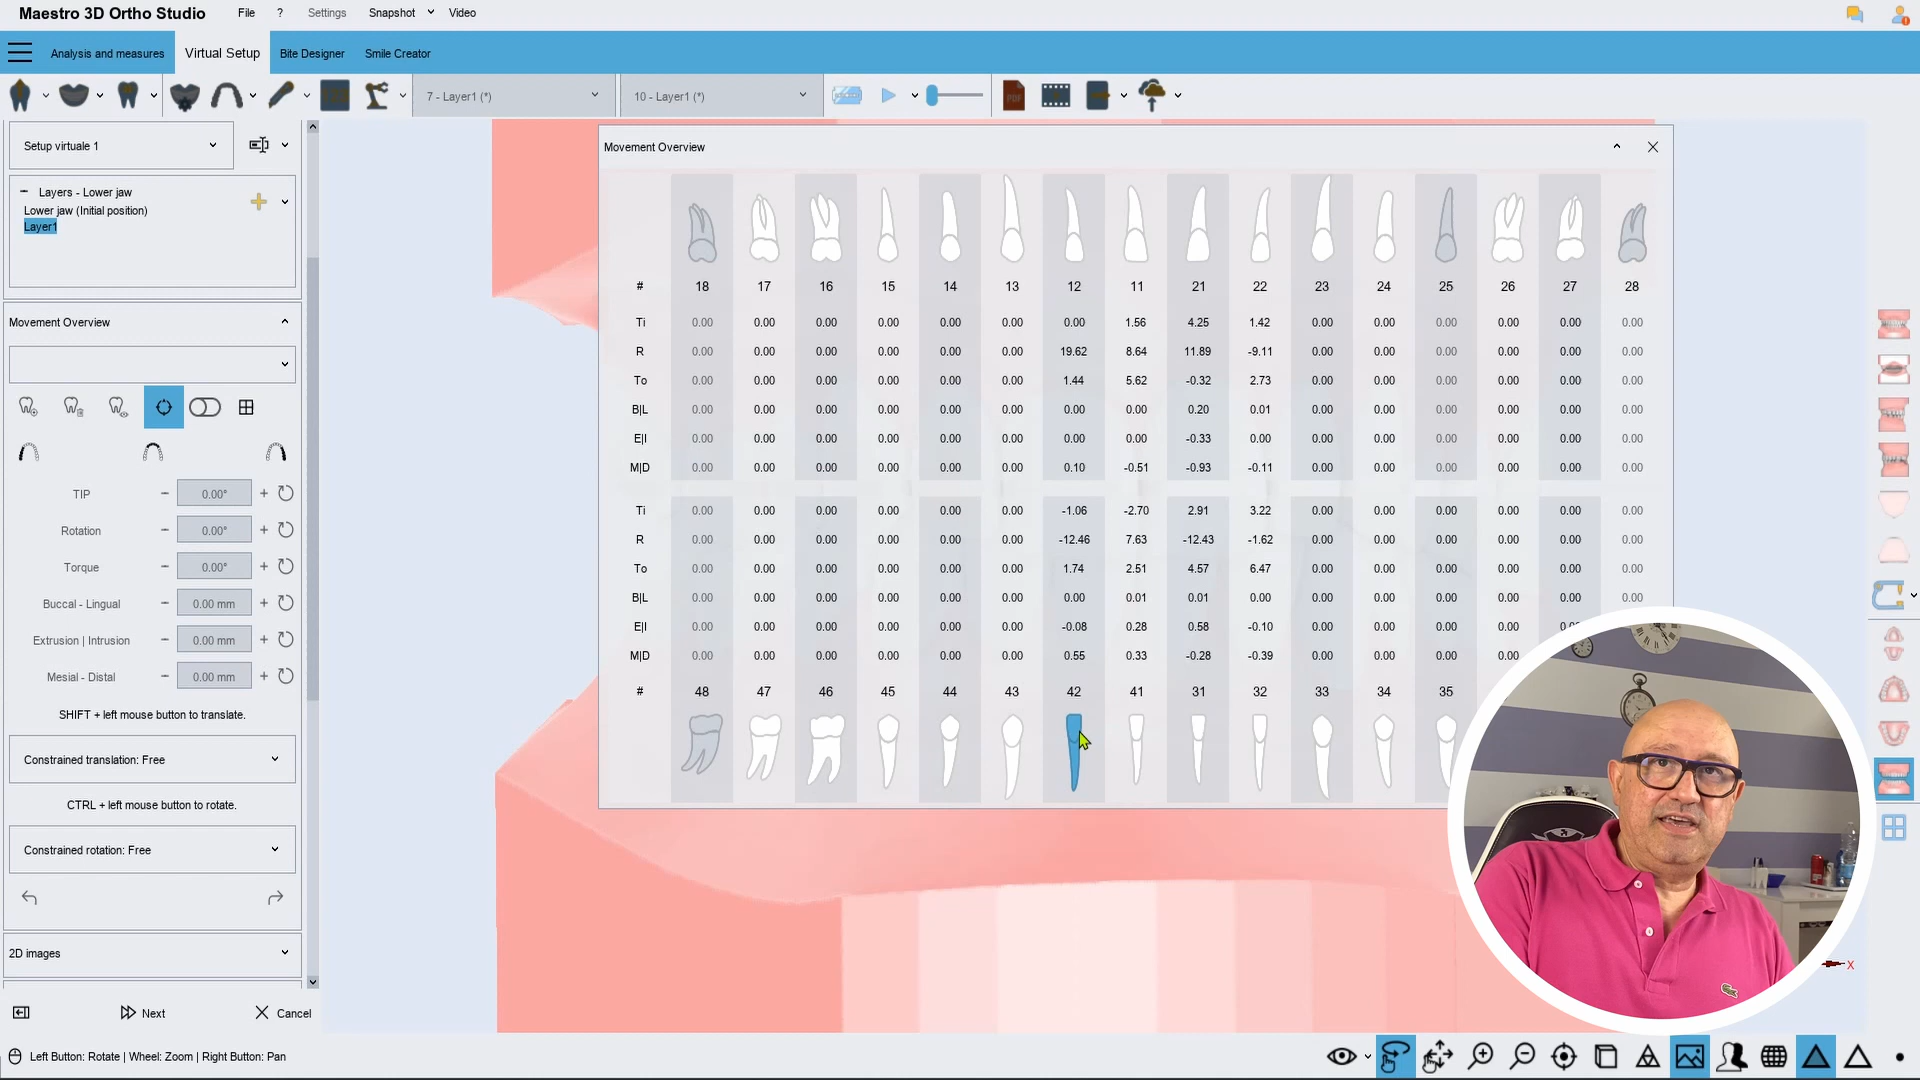 Maestro 3D Ortho Studio File ? Settings Snapshot Video
Analysis and measures Virtual Setup Bite Designer Smile Creator
7 - Layer1 (*) 10 - Layer1 (*)
PDF
Setup virtuale 1
Layers - Lower jaw
Lower jaw (Initial position)
Layer1
Movement Overview
TIP 0.00°
Rotation 0.00°
Torque 0.00°
Buccal - Lingual 0.00 mm
Extrusion | Intrusion 0.00 mm
Mesial - Distal 0.00 mm
SHIFT + left mouse button to translate.
Constrained translation: Free
CTRL + left mouse button to rotate.
Constrained rotation: Free
2D images
Next Cancel
Movement Overview
# 18 17 16 15 14 13 12 11 21 22 23 24 25 26 27 28
Ti 0.00 0.00 0.00 0.00 0.00 0.00 0.00 1.56 4.25 1.42 0.00 0.00 0.00 0.00 0.00 0.00
R 0.00 0.00 0.00 0.00 0.00 0.00 19.62 8.64 11.89 -9.11 0.00 0.00 0.00 0.00 0.00 0.00
To 0.00 0.00 0.00 0.00 0.00 0.00 1.44 5.62 -0.32 2.73 0.00 0.00 0.00 0.00 0.00 0.00
B|L 0.00 0.00 0.00 0.00 0.00 0.00 0.00 0.00 0.20 0.01 0.00 0.00 0.00 0.00 0.00 0.00
E|I 0.00 0.00 0.00 0.00 0.00 0.00 0.00 0.00 -0.33 0.00 0.00 0.00 0.00 0.00 0.00 0.00
M|D 0.00 0.00 0.00 0.00 0.00 0.00 0.10 -0.51 -0.93 -0.11 0.00 0.00 0.00 0.00 0.00 0.00
Ti 0.00 0.00 0.00 0.00 0.00 0.00 -1.06 -2.70 2.91 3.22 0.00 0.00 0.00 0.00 0.00 0.00
R 0.00 0.00 0.00 0.00 0.00 0.00 -12.46 7.63 -12.43 -1.62 0.00 0.00 0.00 0.00 0.00 0.00
To 0.00 0.00 0.00 0.00 0.00 0.00 1.74 2.51 4.57 6.47 0.00 0.00 0.00 0.00 0.00 0.00
B|L 0.00 0.00 0.00 0.00 0.00 0.00 0.00 0.01 0.01 0.00 0.00 0.00 0.00 0.00 0.00 0.00
E|I 0.00 0.00 0.00 0.00 0.00 0.00 -0.08 0.28 0.58 -0.10 0.00 0.00 0.00 0.00
M|D 0.00 0.00 0.00 0.00 0.00 0.00 0.55 0.33 -0.28 -0.39 0.00 0.00 0.00 0.00
# 48 47 46 45 44 43 42 41 31 32 33 34 35
X
Left Button: Rotate | Wheel: Zoom | Right Button: Pan